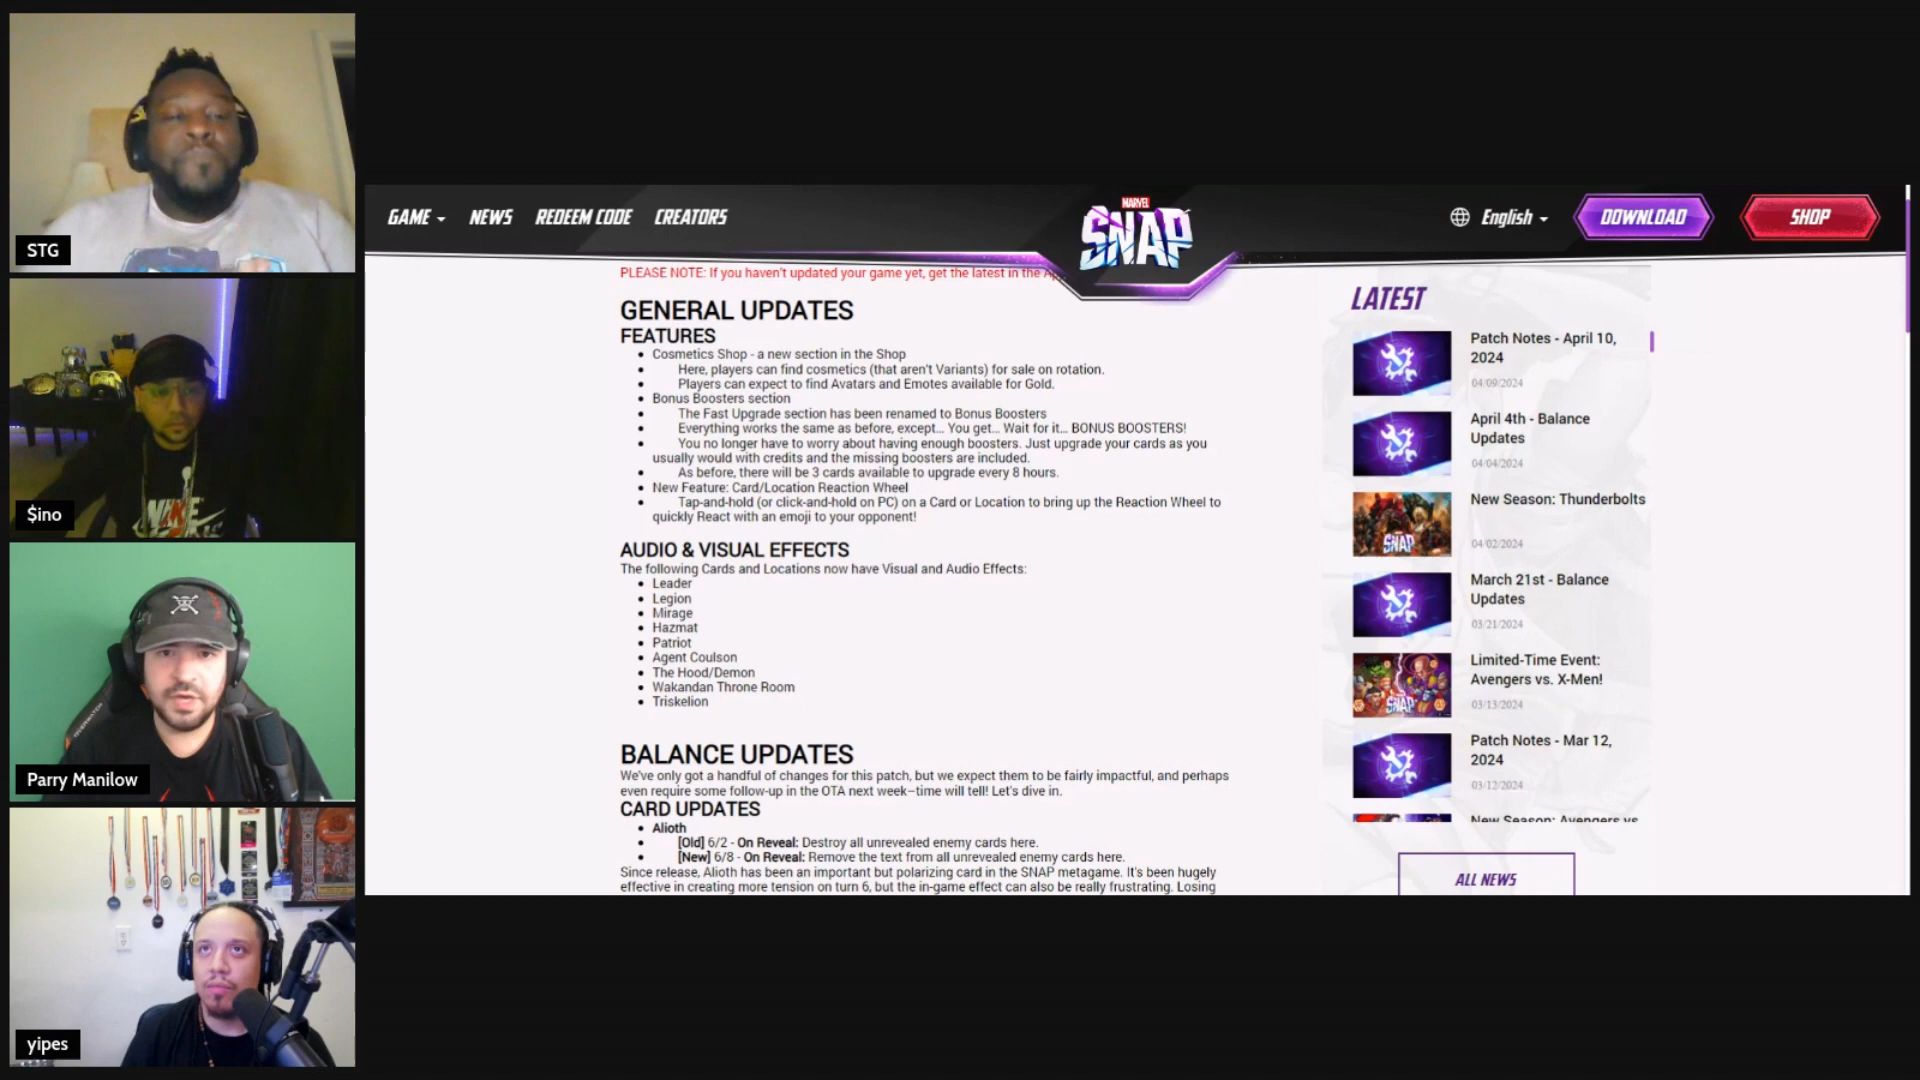 STG
$ino
NIKE
Parry Manilow
yipes
GAME
NEWS
REDEEM CODE
CREATORS
MARVEL
SNAP
English
DOWNLOAD
SHOP
PLEASE NOTE: If you haven't updated your game yet, get the latest in the
GENERAL UPDATES
FEATURES
• Cosmetics Shop - a new section in the Shop
• Here, players can find cosmetics (that aren't Variants) for sale on rotation.
• Players can expect to find Avatars and Emotes available for Gold.
• Bonus Boosters section
• The Fast Upgrade section has been renamed to Bonus Boosters
• Everything works the same as before, except... You get... Wait for it... BONUS BOOSTERS!
• You no longer have to worry about having enough boosters. Just upgrade your cards as you
usually would with credits and the missing boosters are included.
• As before, there will be 3 cards available to upgrade every 8 hours.
• New Feature: Card/Location Reaction Wheel
• Tap-and-hold (or click-and-hold on PC) on a Card or Location to bring up the Reaction Wheel to
quickly React with an emoji to your opponent!
AUDIO & VISUAL EFFECTS
The following Cards and Locations now have Visual and Audio Effects:
• Leader
• Legion
• Mirage
• Hazmat
• Patriot
• Agent Coulson
• The Hood/Demon
• Wakandan Throne Room
• Triskelion
BALANCE UPDATES
We've only got a handful of changes for this patch, but we expect them to be fairly impactful, and perhaps
even require some follow-up in the OTA next week–time will tell! Let's dive in.
CARD UPDATES
• Alioth
• [Old] 6/2 - On Reveal: Destroy all unrevealed enemy cards here.
• [New] 6/8 - On Reveal: Remove the text from all unrevealed enemy cards here.
Since release, Alioth has been an important but polarizing card in the SNAP metagame. It's been hugely
effective in creating more tension on turn 6, but the in-game effect can also be really frustrating. Losing
LATEST
Patch Notes - April 10,
2024
04/09/2024
April 4th - Balance
Updates
04/04/2024
New Season: Thunderbolts
04/02/2024
SNAP
March 21st - Balance
Updates
03/21/2024
Limited-Time Event:
Avengers vs. X-Men!
03/13/2024
SNAP
Patch Notes - Mar 12,
2024
03/12/2024
New Season: Avengers vs
ALL NEWS